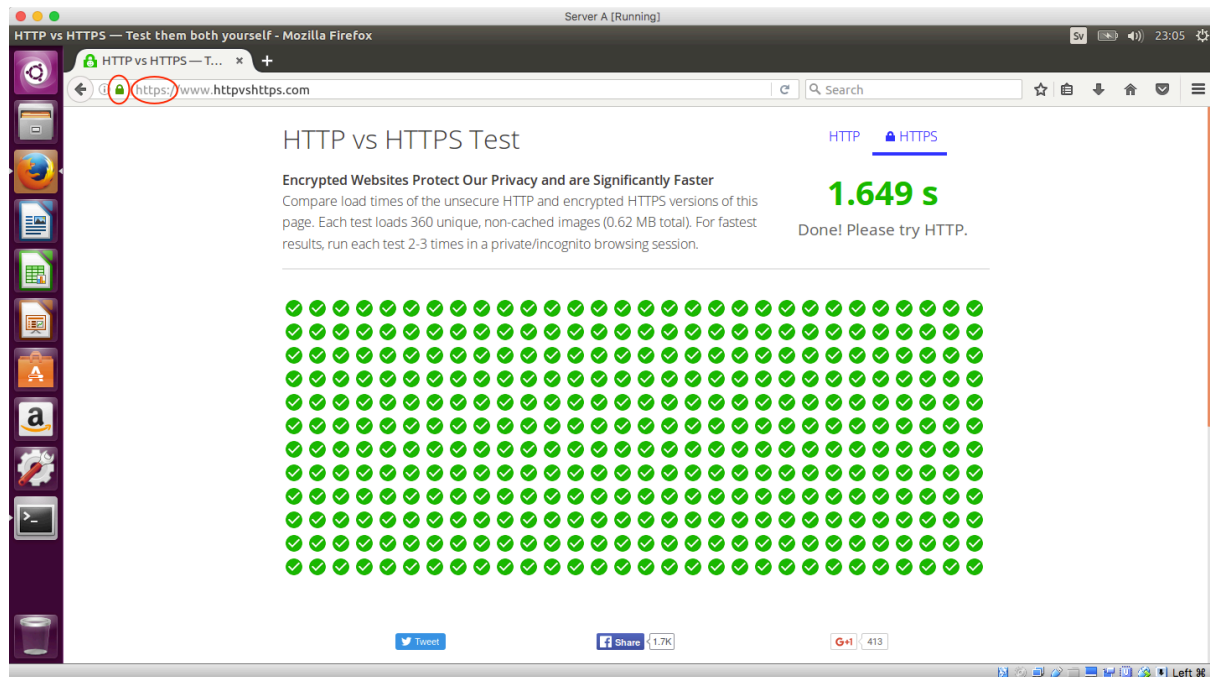 Server A [Running]
HTTP vs HTTPS — Test them both yourself - Mozilla Firefox
Sv
23:05
HTTP vs HTTPS — T... × +
https://www.httpvshttps.com
Search
HTTP vs HTTPS Test
HTTP
HTTPS
Encrypted Websites Protect Our Privacy and are Significantly Faster
Compare load times of the unsecure HTTP and encrypted HTTPS versions of this
page. Each test loads 360 unique, non-cached images (0.62 MB total). For fastest
results, run each test 2-3 times in a private/incognito browsing session.
1.649 s
Done! Please try HTTP.
Tweet
Share 1.7K
G+1 413
Left ⌘